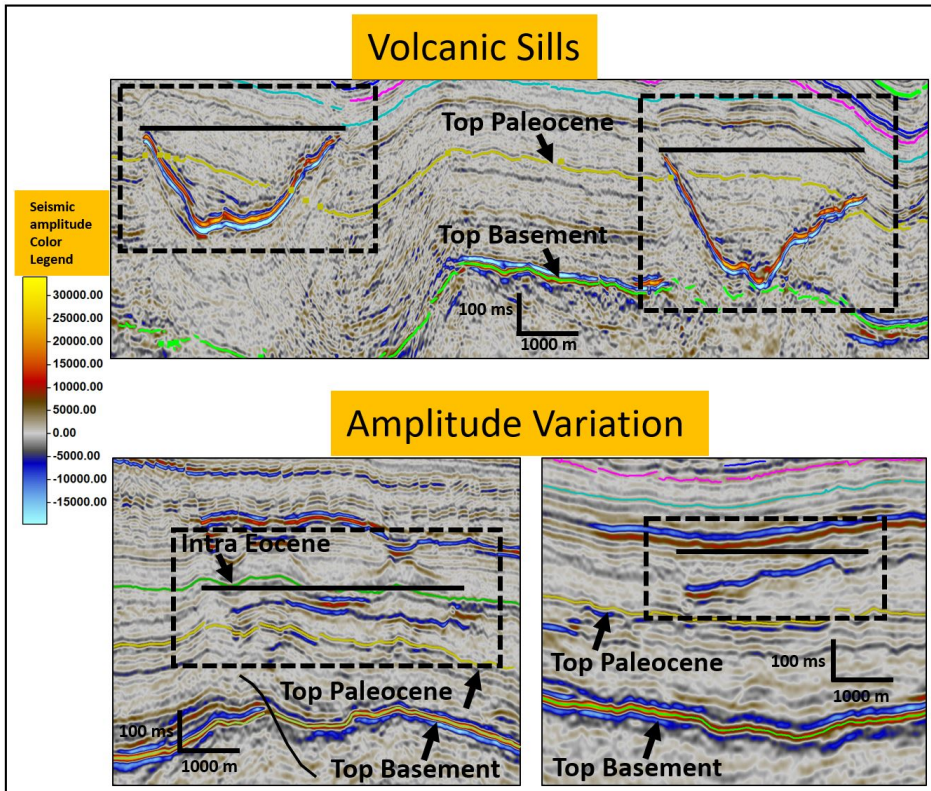 Volcanic Sills
Top Paleocene
Top Basement
100 ms
1000 m
Seismic
amplitude
Color
Legend
30000.00
25000.00
20000.00
15000.00
10000.00
5000.00
0.00
-5000.00
-10000.00
-15000.00
Amplitude Variation
Intra Eocene
Top Paleocene
100 ms
1000 m
Top Basement
Top Paleocene
100 ms
1000 m
Top Basement